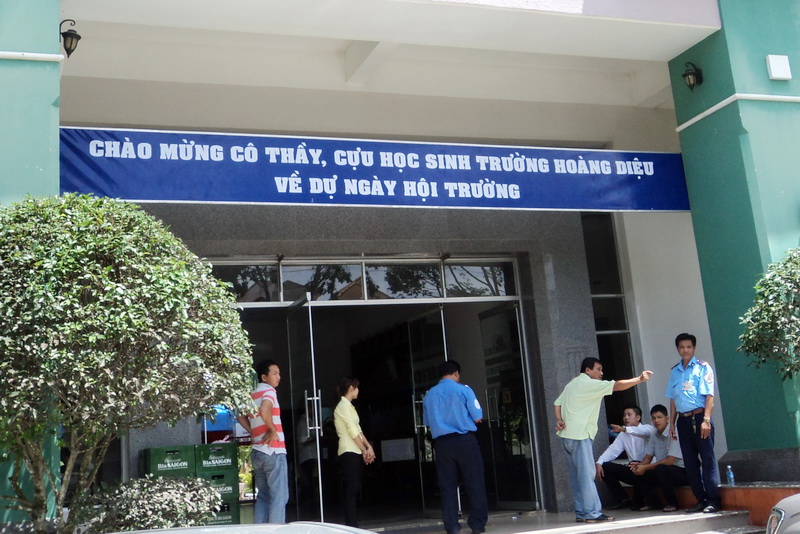 CHÀO MỪNG CÔ THẦY, CỰU HỌC SINH TRƯỜNG HOÀNG DIỆU
VỀ DỰ NGÀY HỘI TRƯỜNG
BIA SAIGON
BIA SAIGON